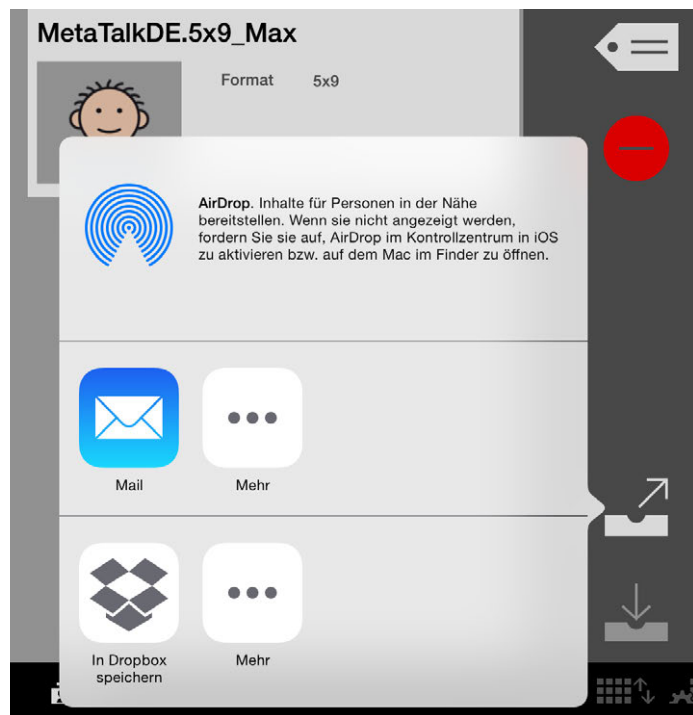 MetaTalkDE.5x9_Max
Format 5x9
AirDrop. Inhalte für Personen in der Nähe
bereitstellen. Wenn sie nicht angezeigt werden,
fordern Sie sie auf, AirDrop im Kontrollzentrum in iOS
zu aktivieren bzw. auf dem Mac im Finder zu öffnen.
Mail Mehr
In Dropbox Mehr
speichern